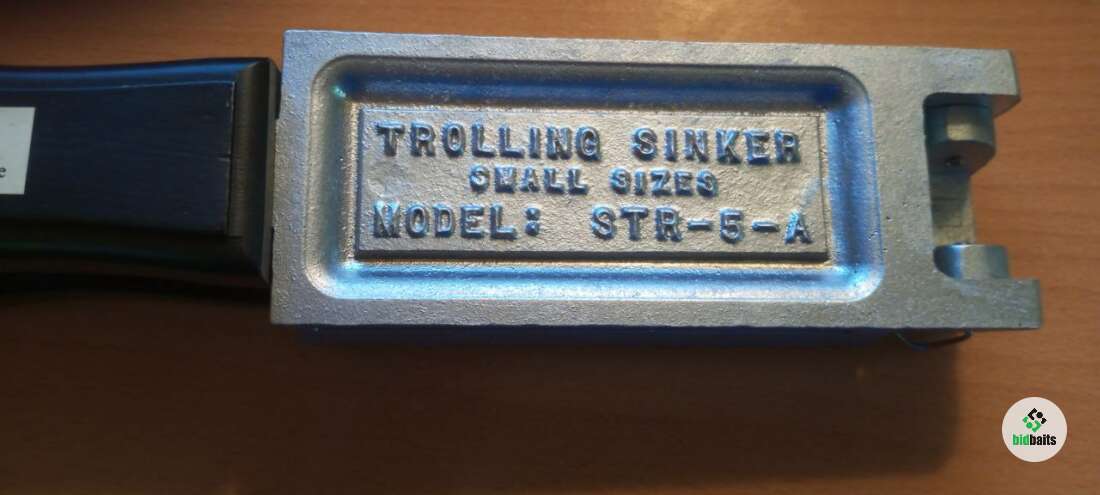 TROLLING SINKER
SMALL SIZES
MODEL: STR-5-A
e
bidbaits